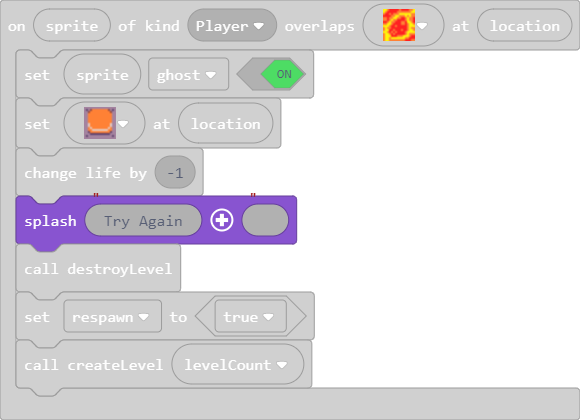 on sprite of kind Player overlaps at location
set sprite ghost ON
set at location
change life by -1
splash "Try Again"
call destroyLevel
set respawn to true
call createLevel levelCount